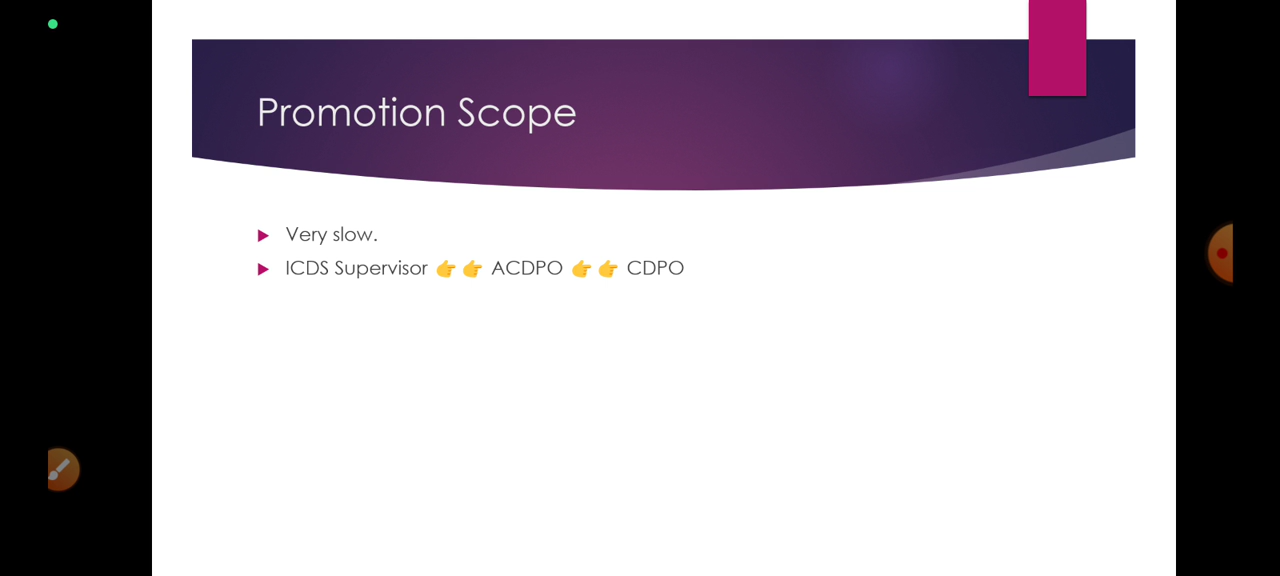 Promotion Scope
Very slow.
ICDS Supervisor 👉👉 ACDPO 👉👉 CDPO